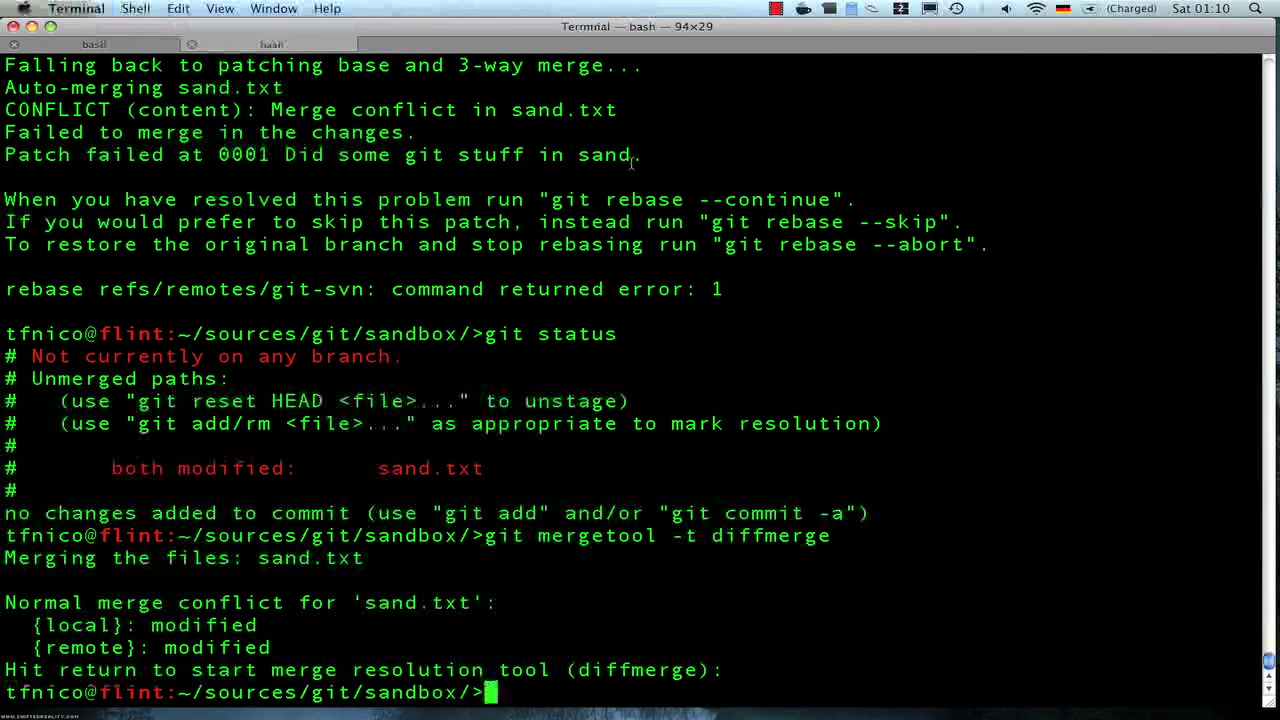 Terminal Shell Edit View Window Help 2 (Charged) Sat 01:10
Terminal — bash — 94×29
bash bash
Falling back to patching base and 3-way merge...
Auto-merging sand.txt
CONFLICT (content): Merge conflict in sand.txt
Failed to merge in the changes.
Patch failed at 0001 Did some git stuff in sand.
When you have resolved this problem run "git rebase --continue".
If you would prefer to skip this patch, instead run "git rebase --skip".
To restore the original branch and stop rebasing run "git rebase --abort".
rebase refs/remotes/git-svn: command returned error: 1
tfnico@flint:~/sources/git/sandbox/>git status
# Not currently on any branch.
# Unmerged paths:
#   (use "git reset HEAD <file>..." to unstage)
#   (use "git add/rm <file>..." as appropriate to mark resolution)
#
#       both modified:      sand.txt
#
no changes added to commit (use "git add" and/or "git commit -a")
tfnico@flint:~/sources/git/sandbox/>git mergetool -t diffmerge
Merging the files: sand.txt
Normal merge conflict for 'sand.txt':
  {local}: modified
  {remote}: modified
Hit return to start merge resolution tool (diffmerge):
tfnico@flint:~/sources/git/sandbox/>
WWW.SHIFTEDREALITY.COM